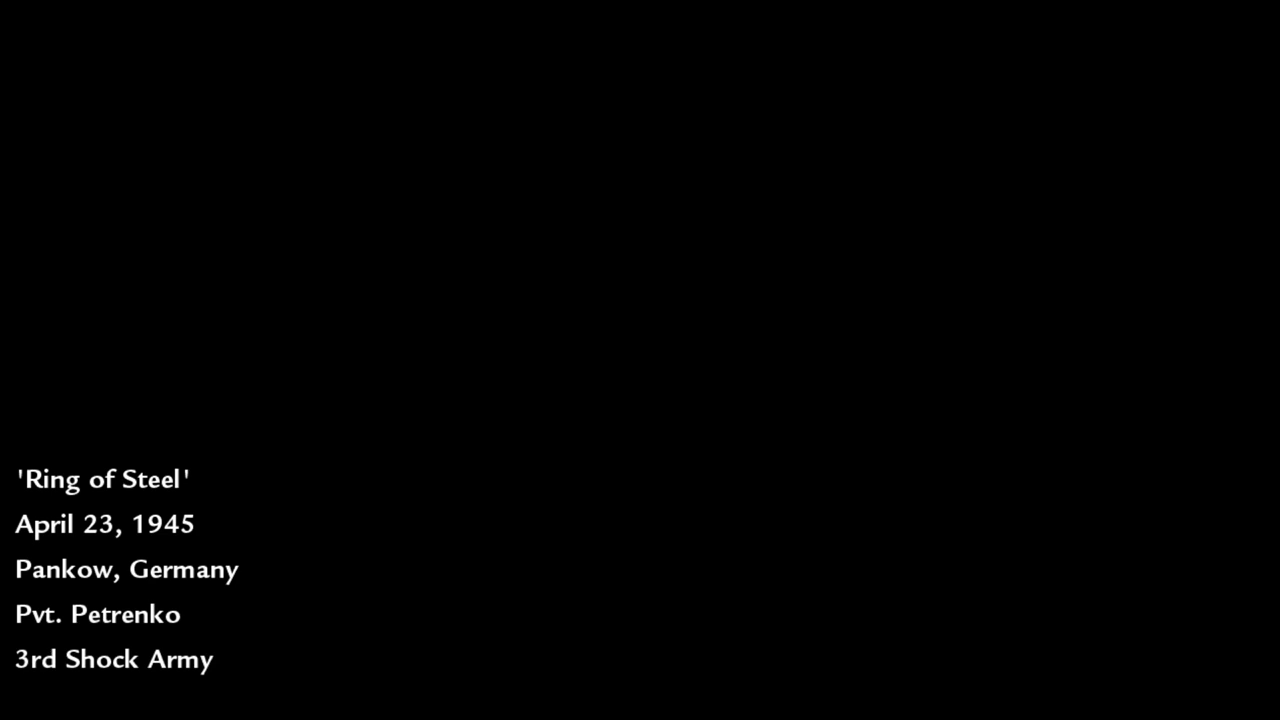 'Ring of Steel'
April 23, 1945
Pankow, Germany
Pvt. Petrenko
3rd Shock Army